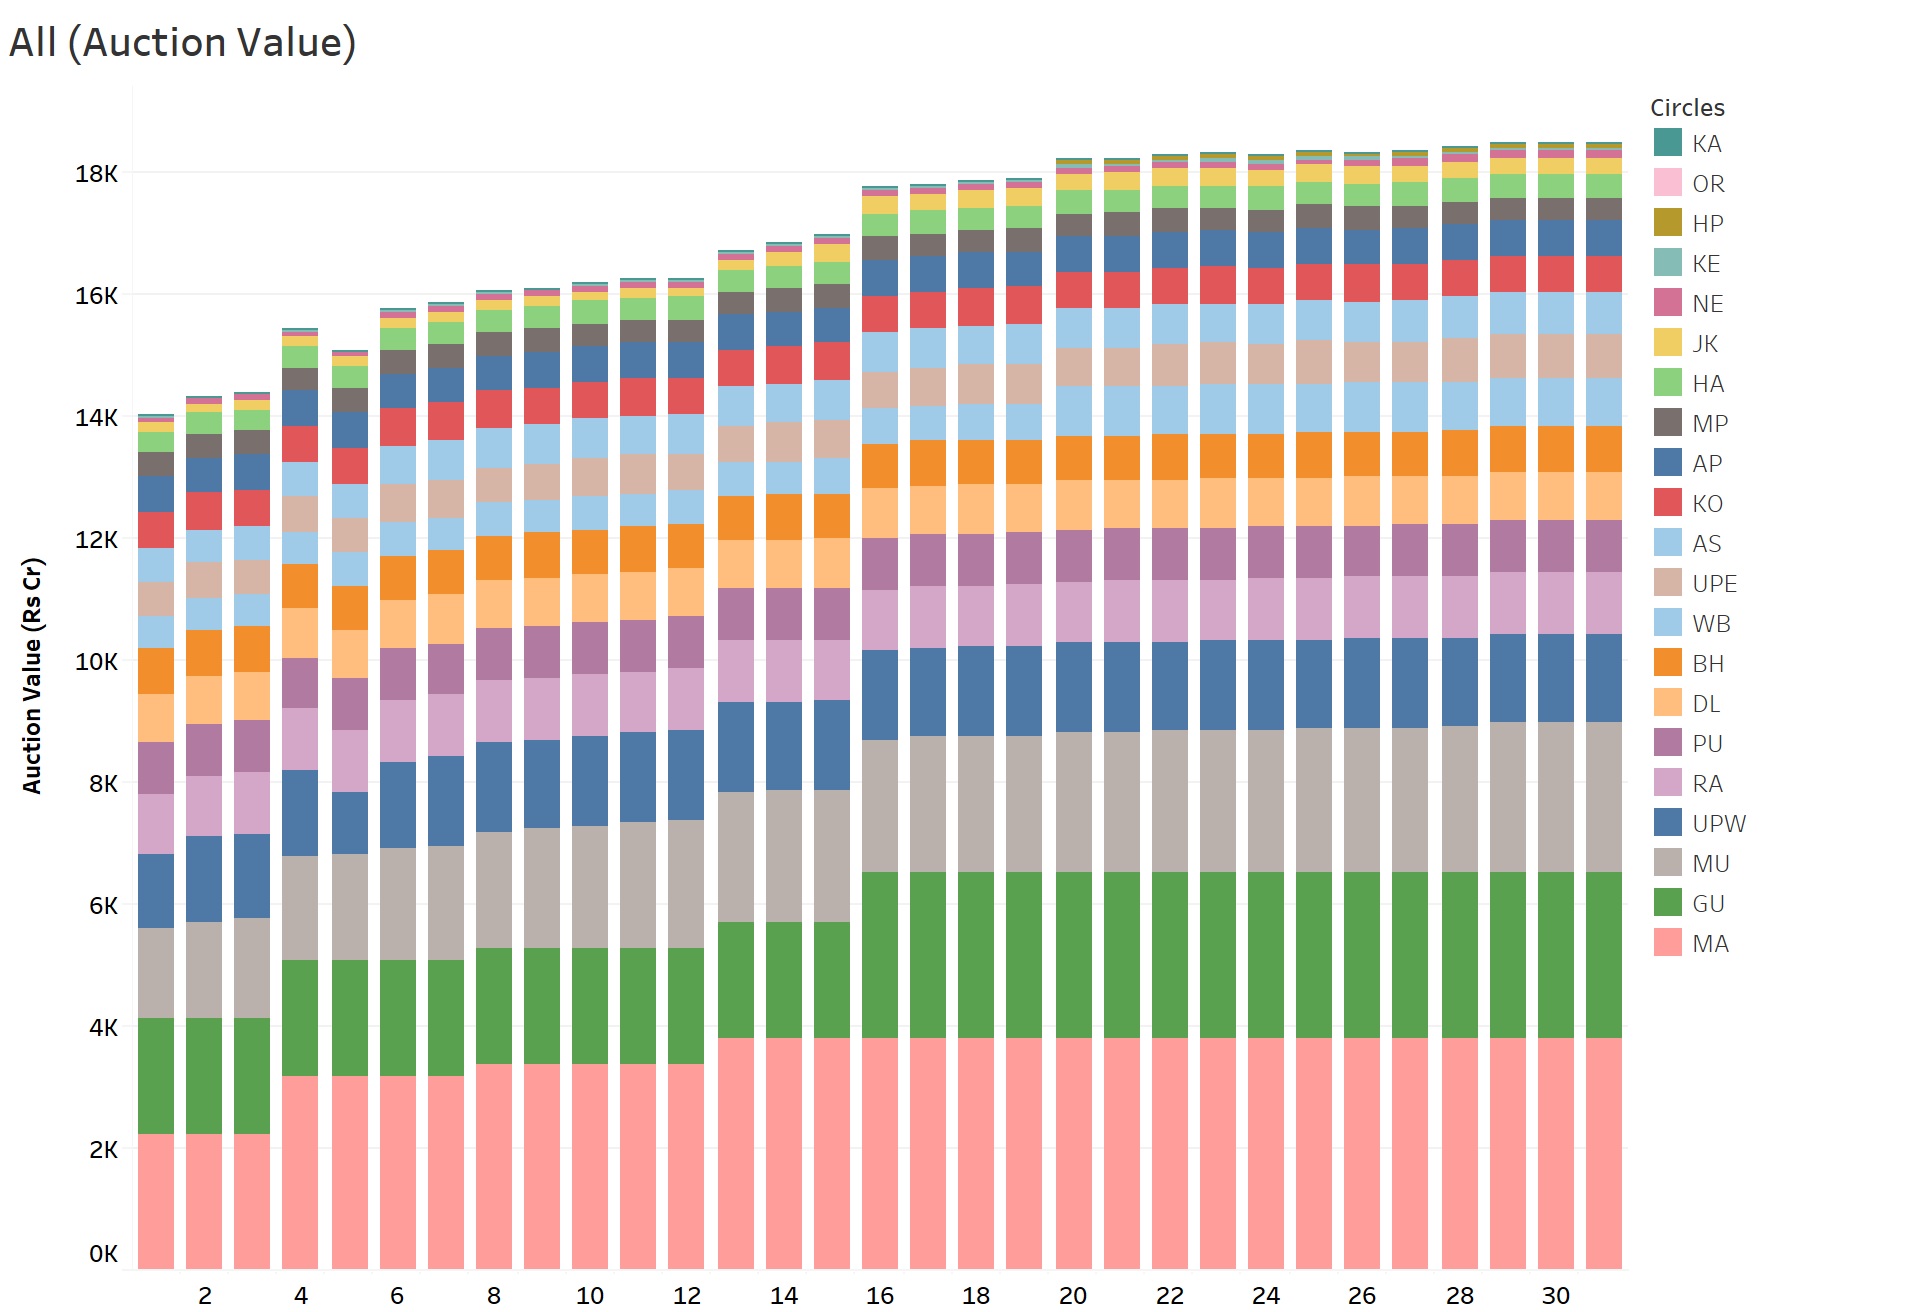 All (Auction Value)
Auction Value (Rs Cr)
18K
16K
14K
12K
10K
8K
6K
4K
2K
0K
2 4 6 8 10 12 14 16 18 20 22 24 26 28 30
Circles
KA
OR
HP
KE
NE
JK
HA
MP
AP
KO
AS
UPE
WB
BH
DL
PU
RA
UPW
MU
GU
MA